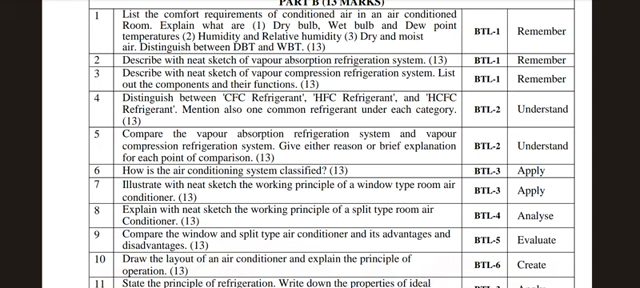 PART B (13 MARKS)
1 List the comfort requirements of conditioned air in an air conditioned
Room. Explain what are (1) Dry bulb, Wet bulb and Dew point
temperatures (2) Humidity and Relative humidity (3) Dry and moist
air. Distinguish between DBT and WBT. (13) BTL-1 Remember
2 Describe with neat sketch of vapour absorption refrigeration system. (13) BTL-1 Remember
3 Describe with neat sketch of vapour compression refrigeration system. List
out the components and their functions. (13) BTL-1 Remember
4 Distinguish between 'CFC Refrigerant', 'HFC Refrigerant', and 'HCFC
Refrigerant'. Mention also one common refrigerant under each category.
(13) BTL-2 Understand
5 Compare the vapour absorption refrigeration system and vapour
compression refrigeration system. Give either reason or brief explanation
for each point of comparison. (13) BTL-2 Understand
6 How is the air conditioning system classified? (13) BTL-3 Apply
7 Illustrate with neat sketch the working principle of a window type room air
conditioner. (13) BTL-3 Apply
8 Explain with neat sketch the working principle of a split type room air
Conditioner. (13) BTL-4 Analyse
9 Compare the window and split type air conditioner and its advantages and
disadvantages. (13) BTL-5 Evaluate
10 Draw the layout of an air conditioner and explain the principle of
operation. (13) BTL-6 Create
11 State the principle of refrigeration. Write down the properties of ideal